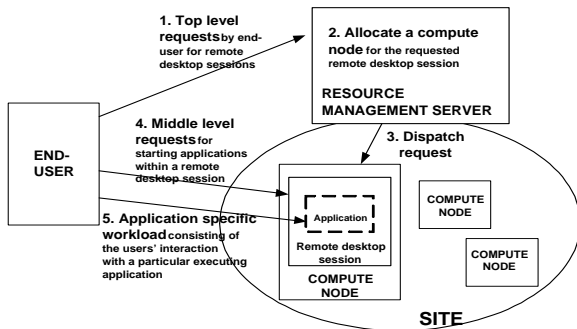 1. Top level
requests by end-
user for remote
desktop sessions
2. Allocate a compute
node for the requested
remote desktop session
RESOURCE
MANAGEMENT SERVER
END-
USER
4. Middle level
requests for
starting applications
within a remote
desktop session
3. Dispatch
request
5. Application specific
workload consisting of
the users' interaction
with a particular executing
application
Application
Remote desktop
session
COMPUTE
NODE
COMPUTE
NODE
COMPUTE
NODE
SITE